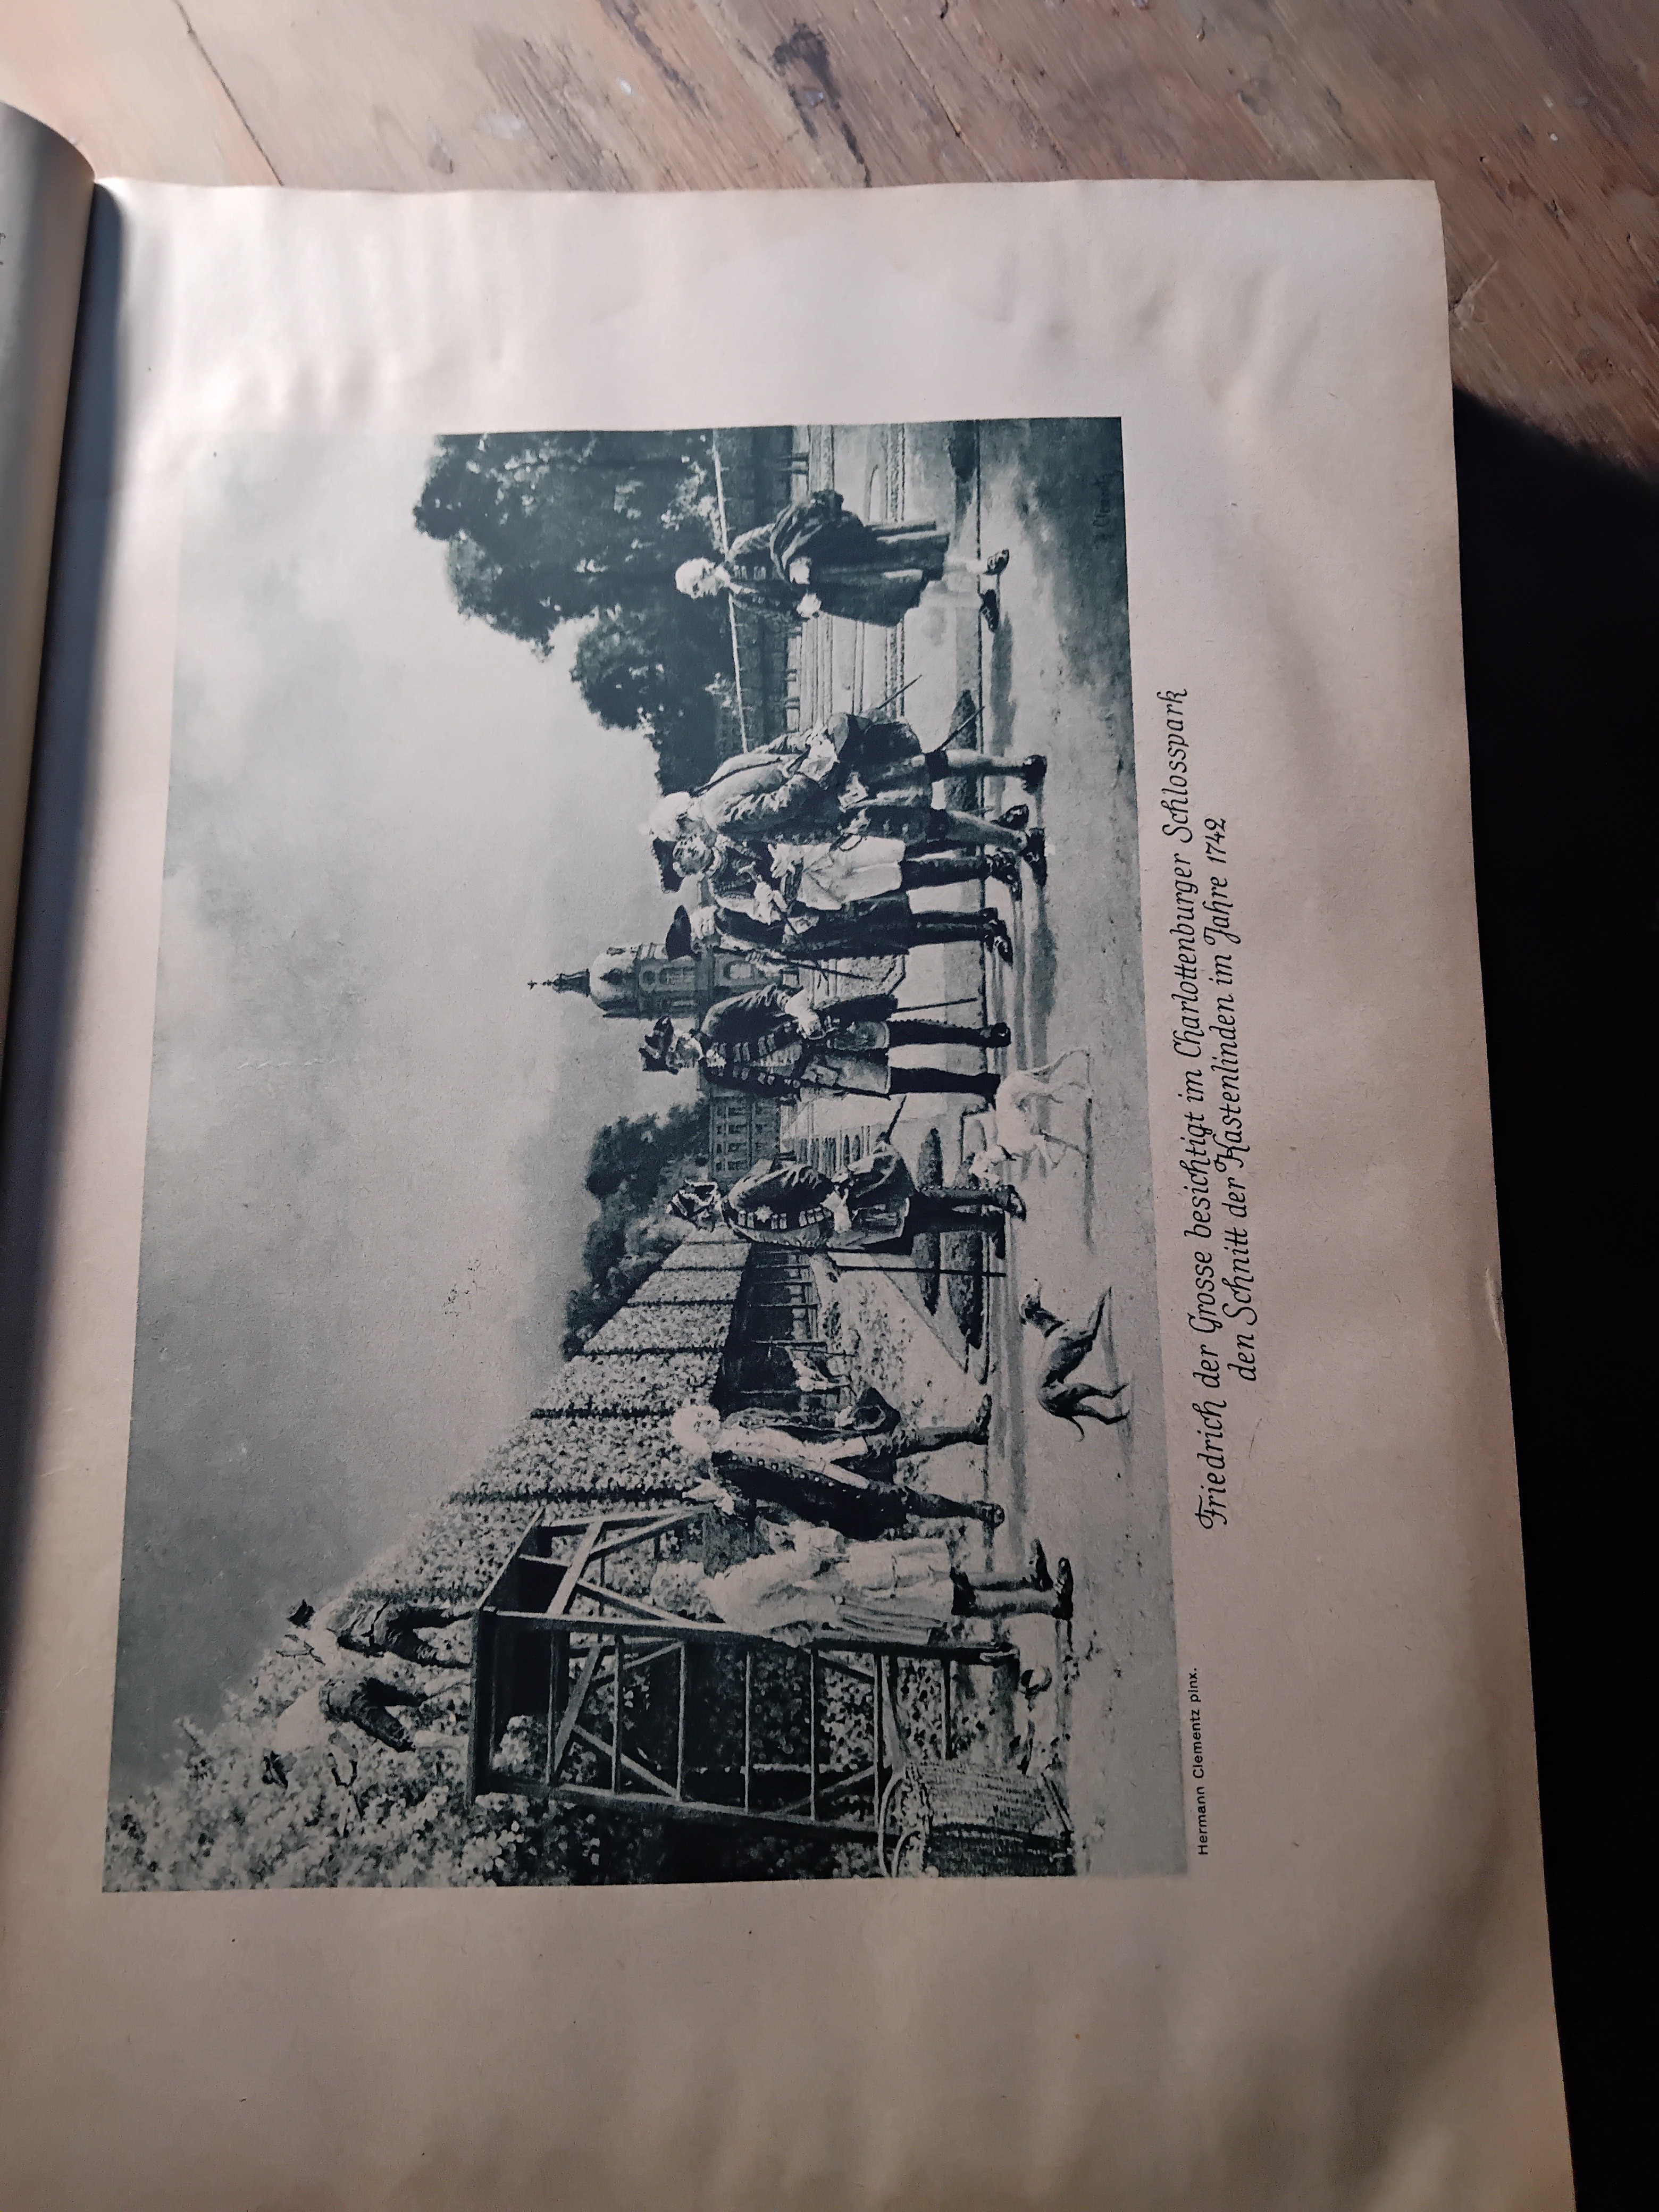 Hermann Clementz pinx.
Friedrich der Grosse besichtigt im Charlottenburger Schlosspark
den Schnitt der Kastenlinden im Jahre 1742